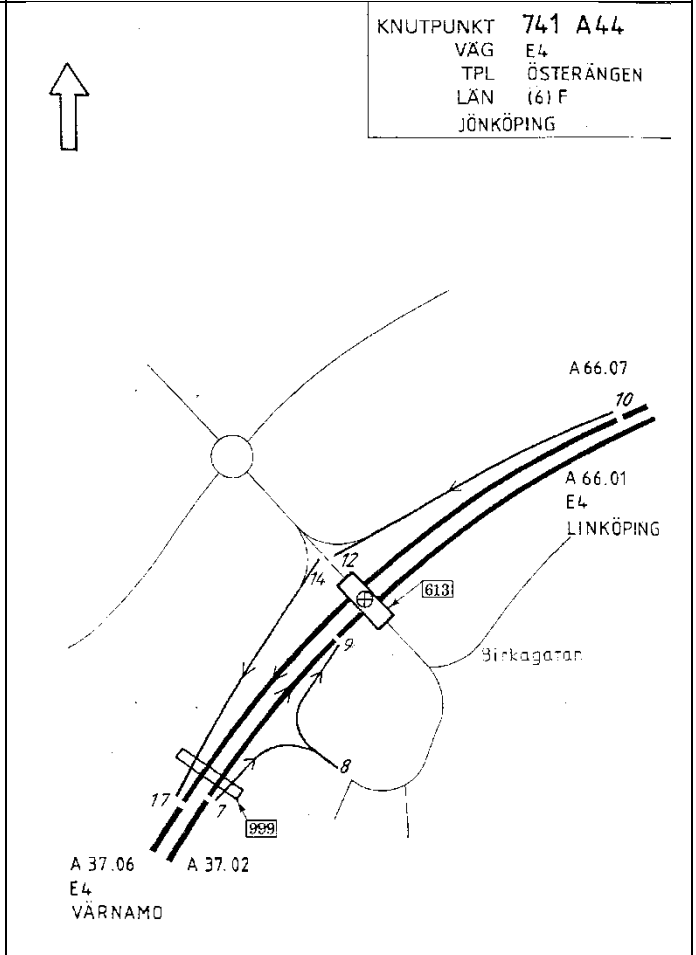 KNUTPUNKT 741 A44
VÄG E4
TPL ÖSTERÄNGEN
LÄN (6) F
JÖNKÖPING
A 66.07
10
A 66.01
E4
LINKÖPING
12
14
613
9
Birkagatan
8
17
7
999
A 37.06 A 37.02
E4
VÄRNAMO